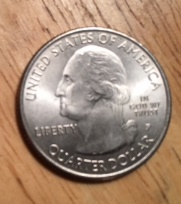 UNITED STATES OF AMERICA
LIBERTY
IN
GOD WE
TRUST
QUARTER DOLLAR